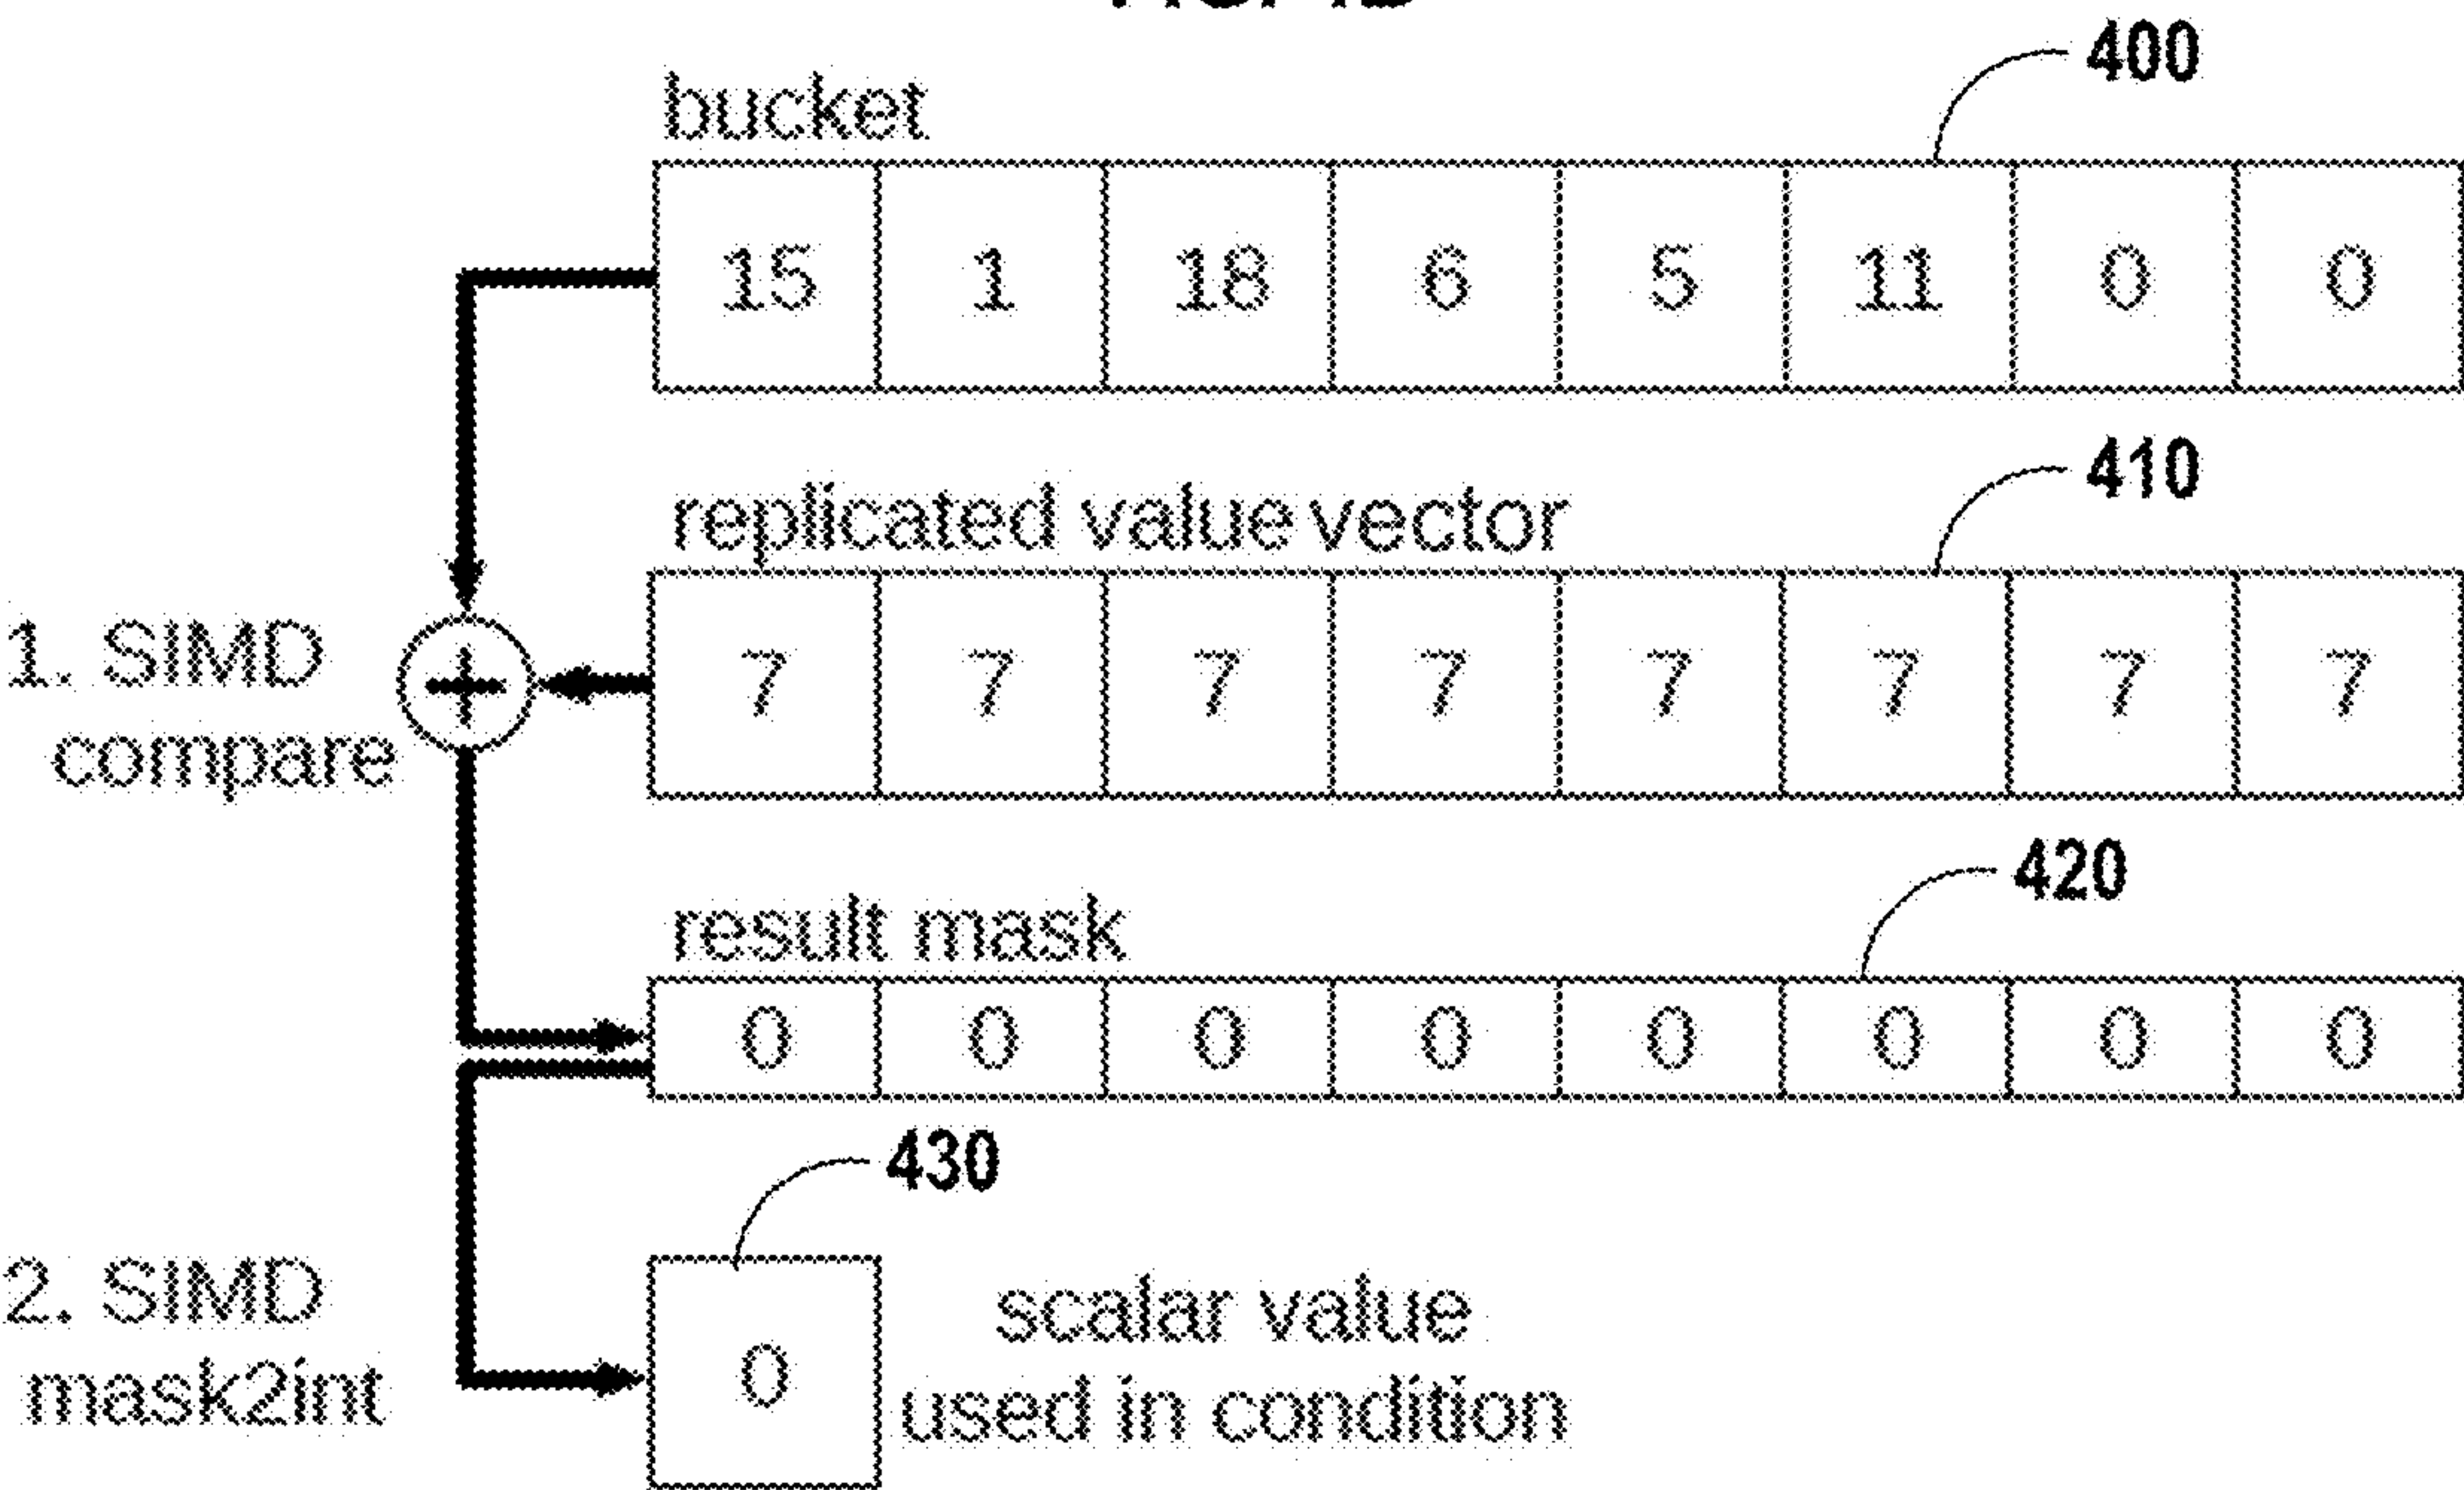 400
bucket
15 1 18 6 5 11 0 0
410
replicated value vector
1. SIMD
compare
7 7 7 7 7 7 7 7
420
result mask
0 0 0 0 0 0 0 0
430
2. SIMD
mask2int
0
scalar value
used in condition